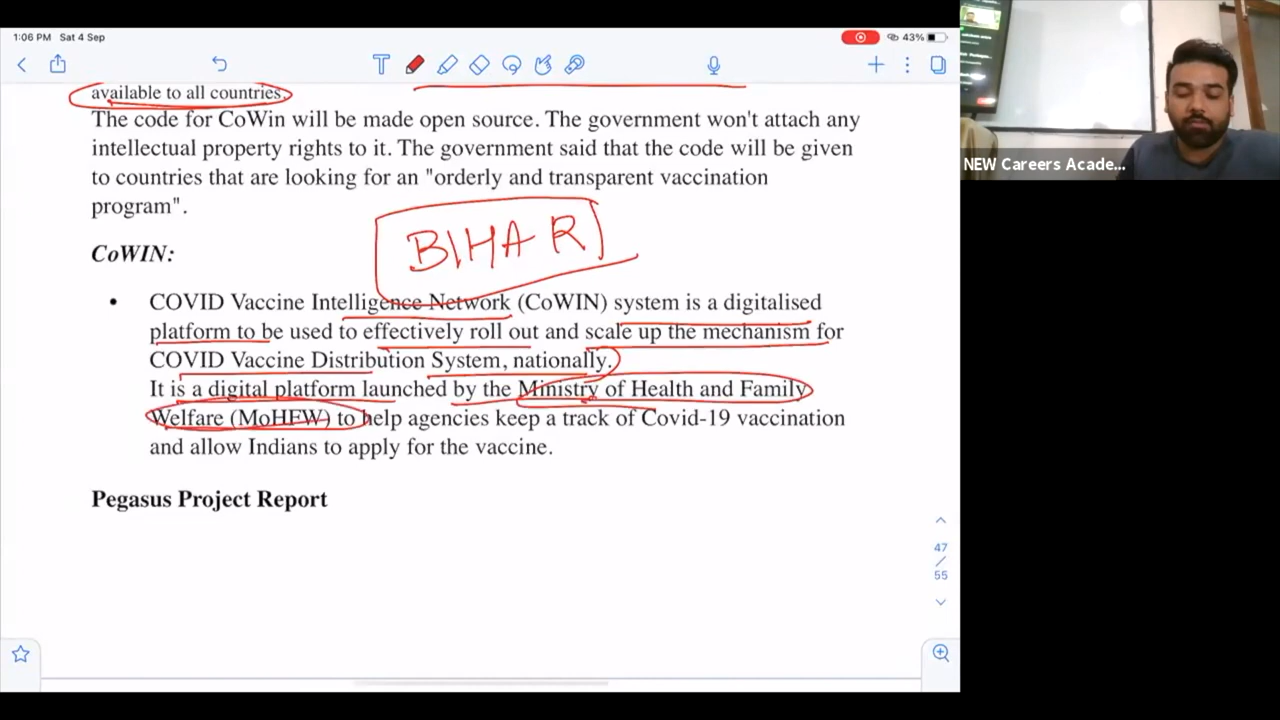 1:06 PM Sat 4 Sep
43%
available to all countries.
The code for CoWin will be made open source. The government won't attach any
intellectual property rights to it. The government said that the code will be given
to countries that are looking for an "orderly and transparent vaccination
program".
BIHAR
CoWIN:
• COVID Vaccine Intelligence Network (CoWIN) system is a digitalised
platform to be used to effectively roll out and scale up the mechanism for
COVID Vaccine Distribution System, nationally.
It is a digital platform launched by the Ministry of Health and Family
Welfare (MoHFW) to help agencies keep a track of Covid-19 vaccination
and allow Indians to apply for the vaccine.
Pegasus Project Report
47
/
55
NEW Careers Acade...